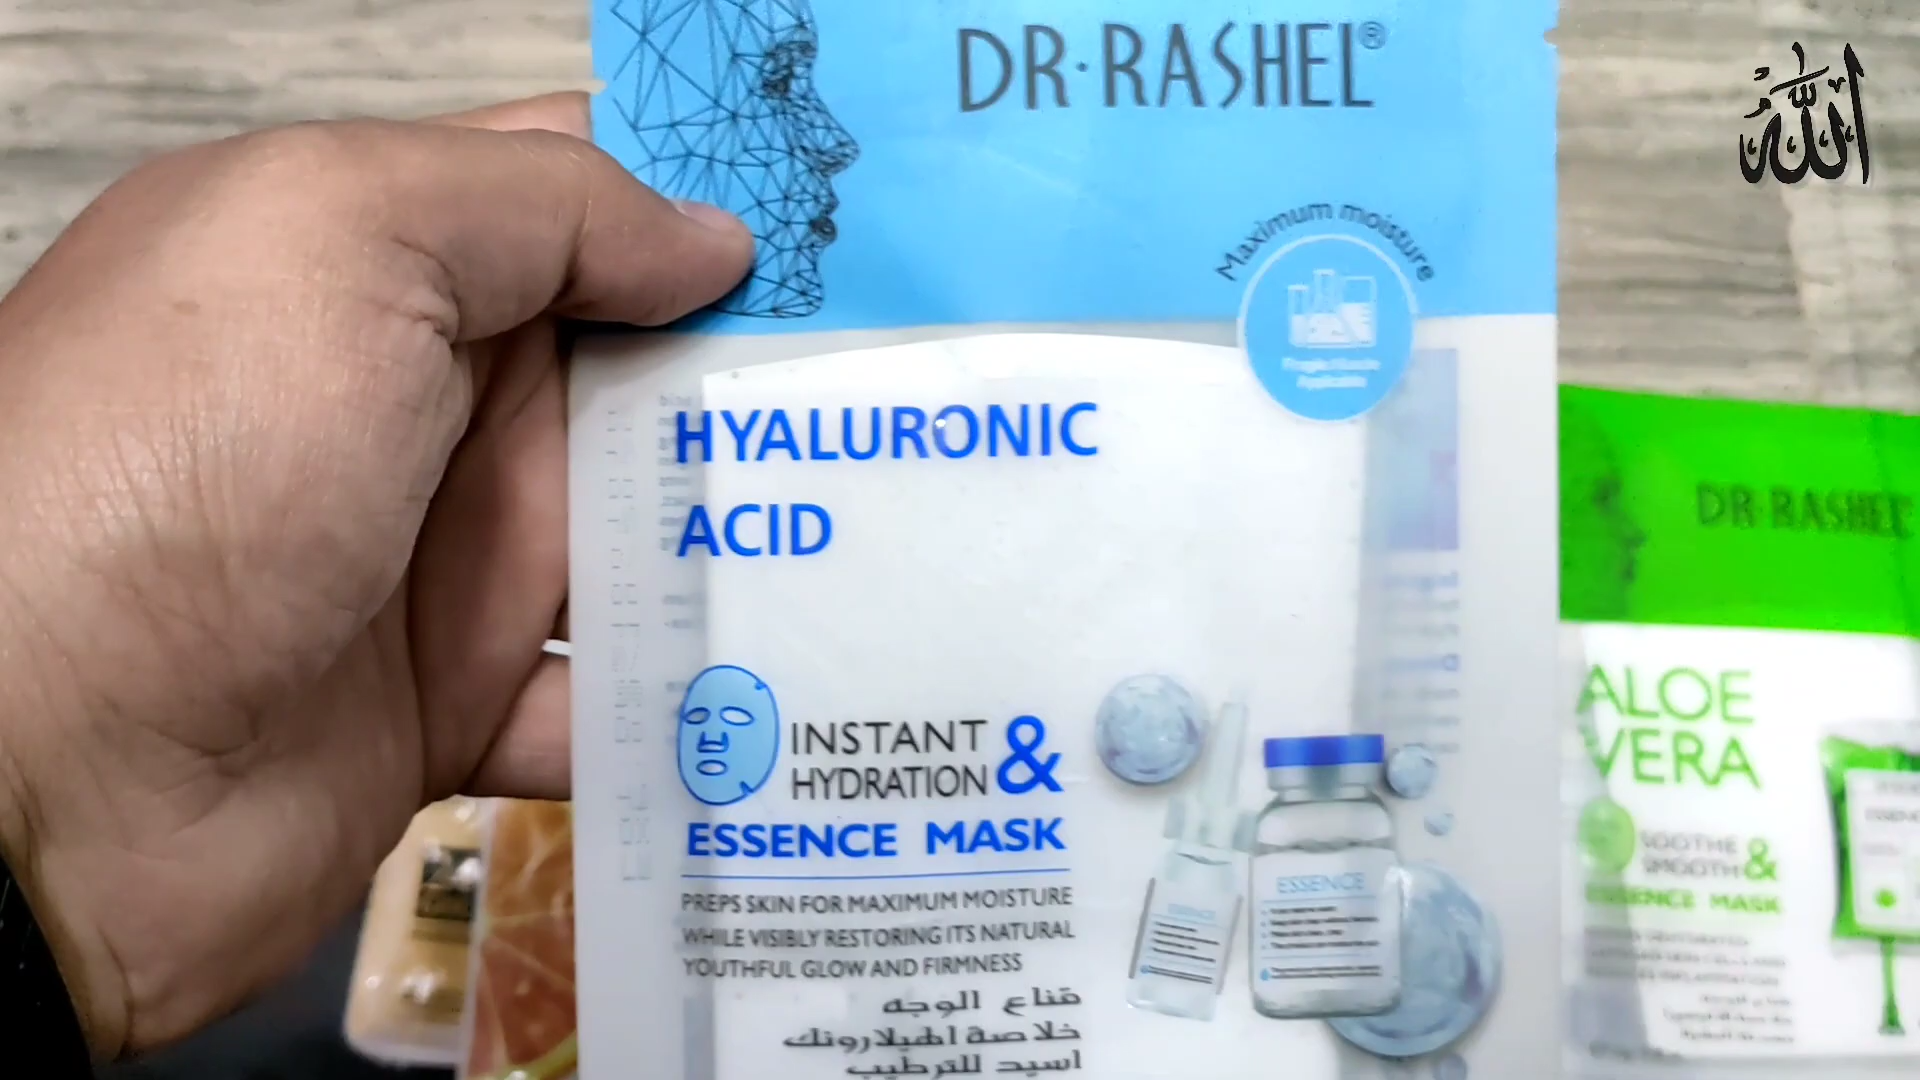 DR·RASHEL®
الله
Maximum moisture
HYALURONIC
ACID
INSTANT
HYDRATION &
ESSENCE MASK
PREPS SKIN FOR MAXIMUM MOISTURE
WHILE VISIBLY RESTORING ITS NATURAL
YOUTHFUL GLOW AND FIRMNESS
قناع الوجه
خلاصة الهيلارونك
اسيد للترطيب
ESSENCE
DR·RASHEL
ALOE
VERA
SOOTHE
SMOOTH &
ESSENCE MASK